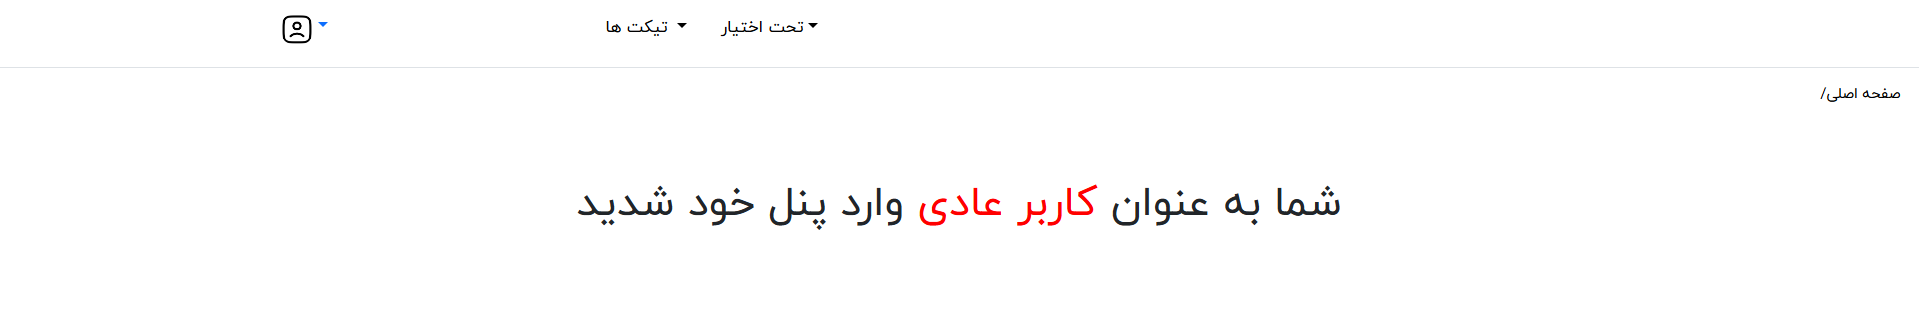 تحت اختیار
تیکت ها
صفحه اصلی/
شما به عنوان کاربر عادی وارد پنل خود شدید